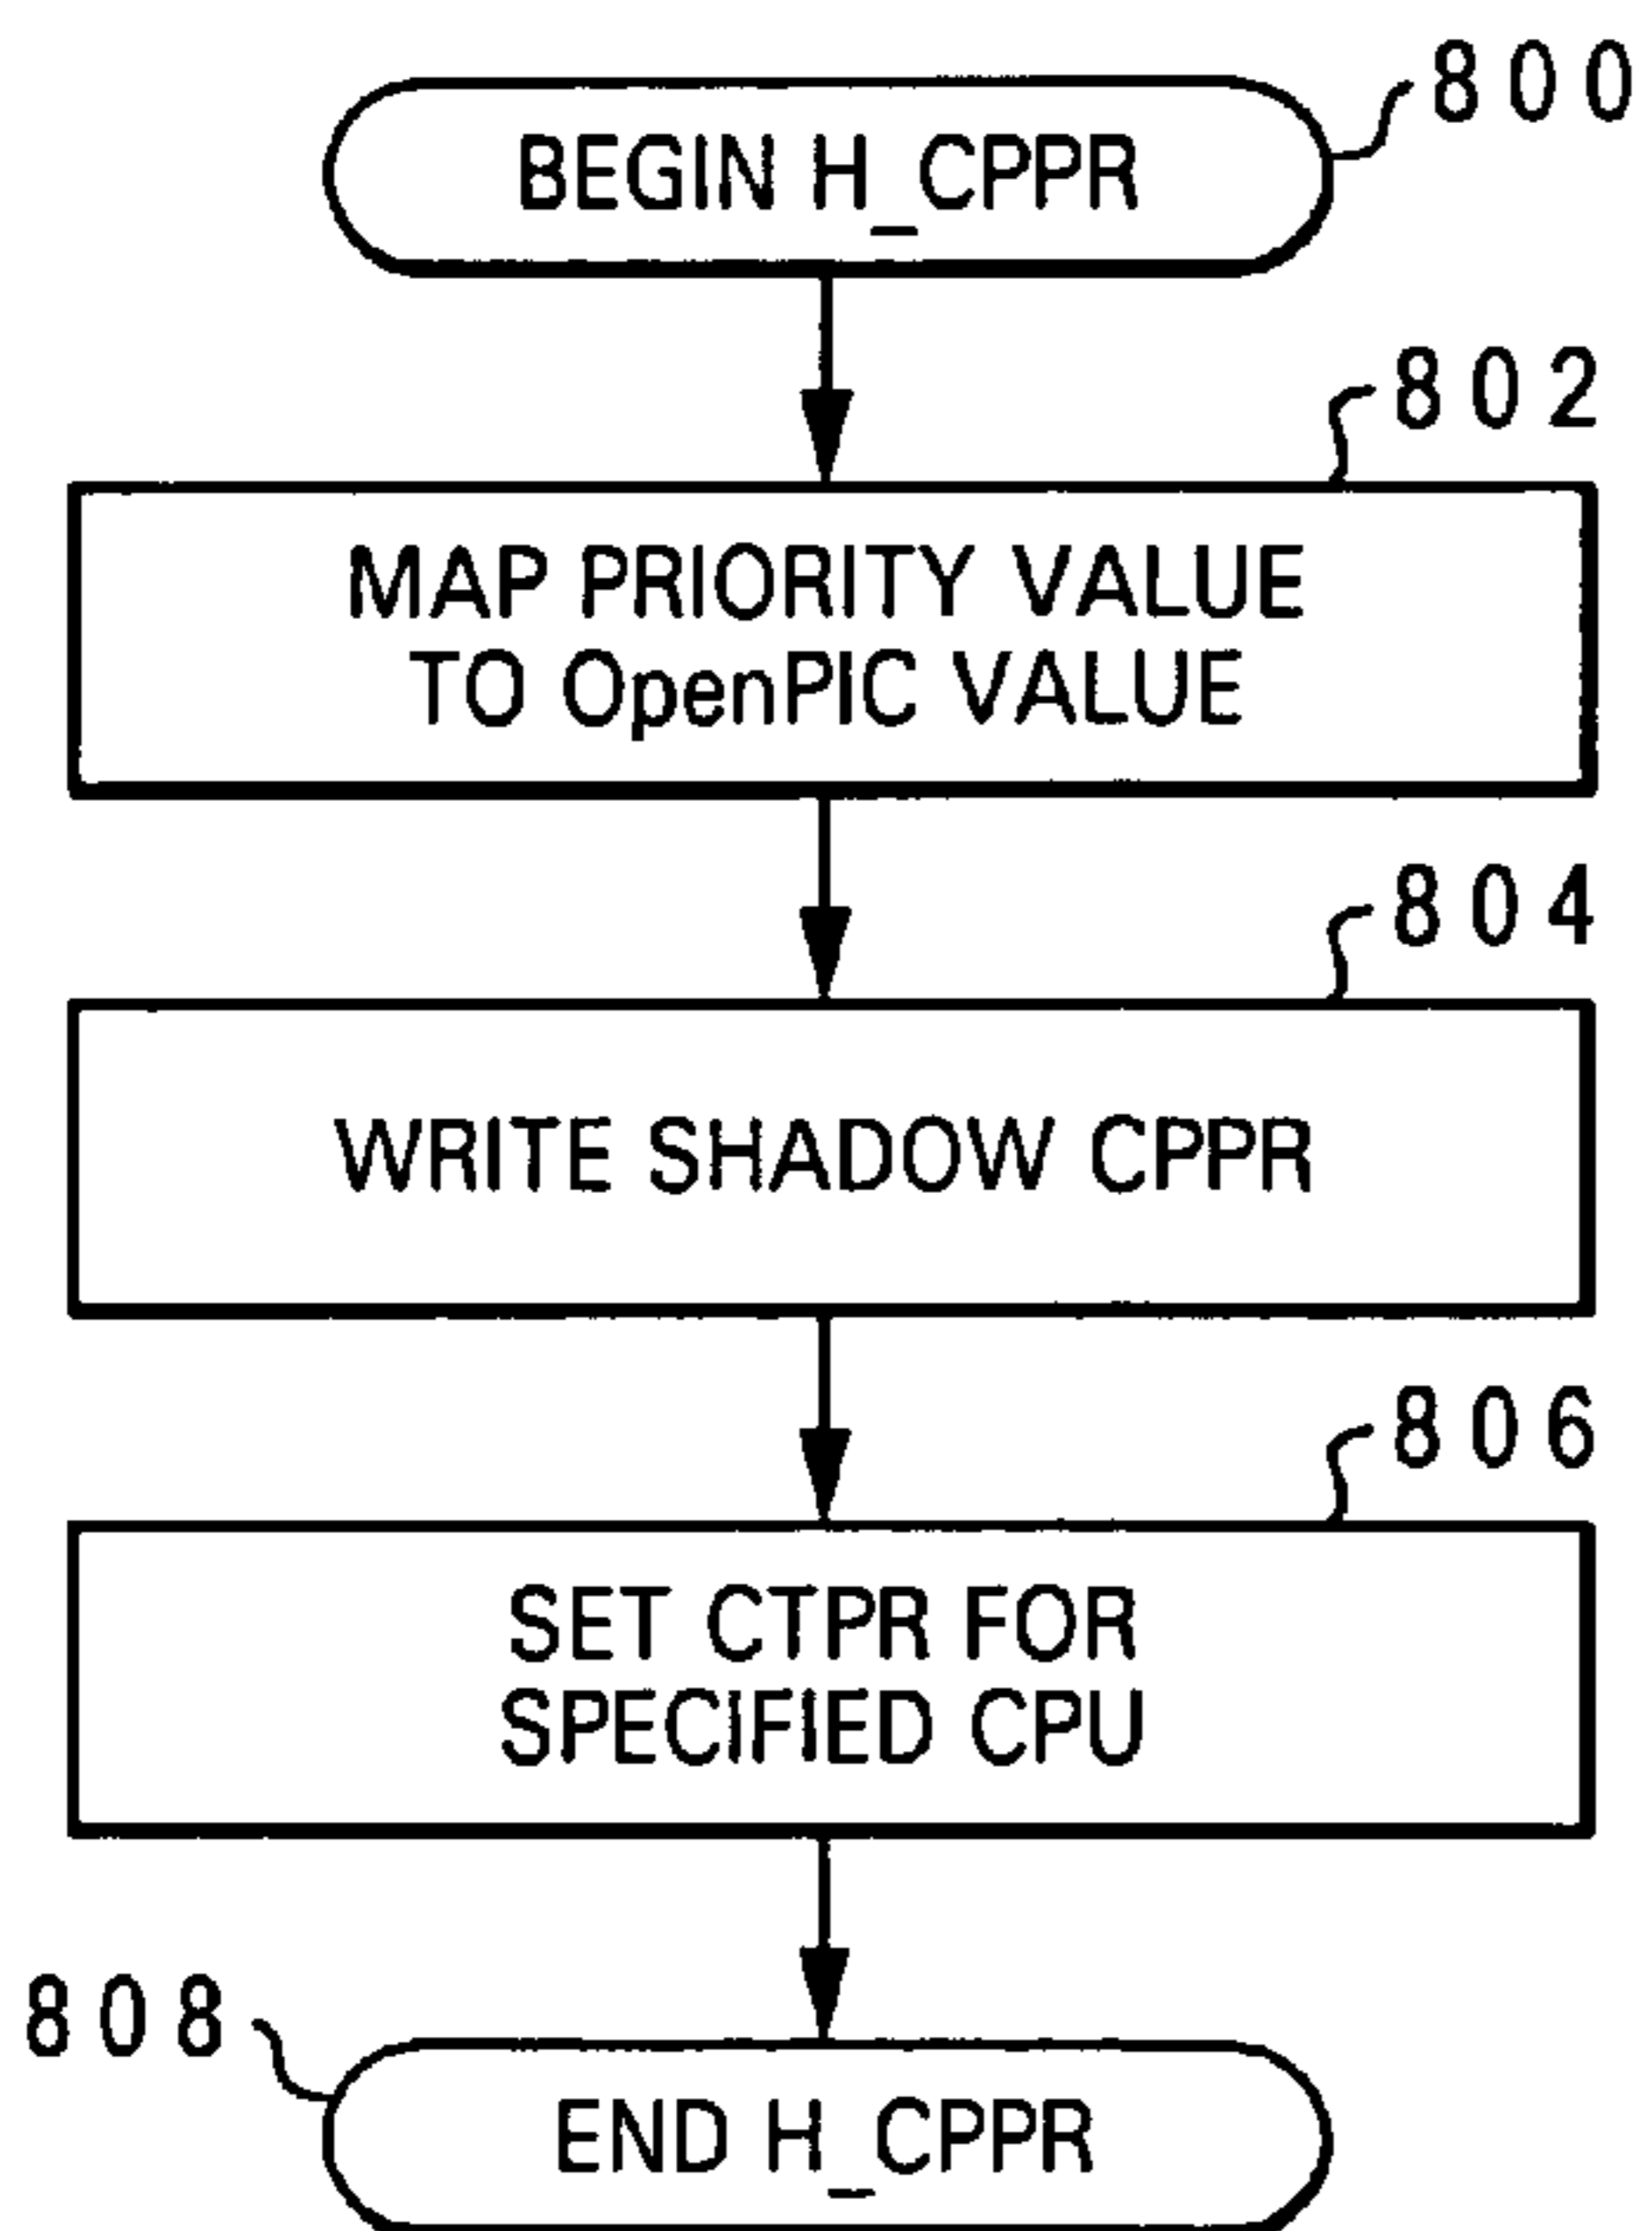 800
BEGIN H_CPPR
802
MAP PRIORITY VALUE
TO OpenPIC VALUE
804
WRITE SHADOW CPPR
806
SET CTPR FOR
SPECIFIED CPU
808
END H_CPPR